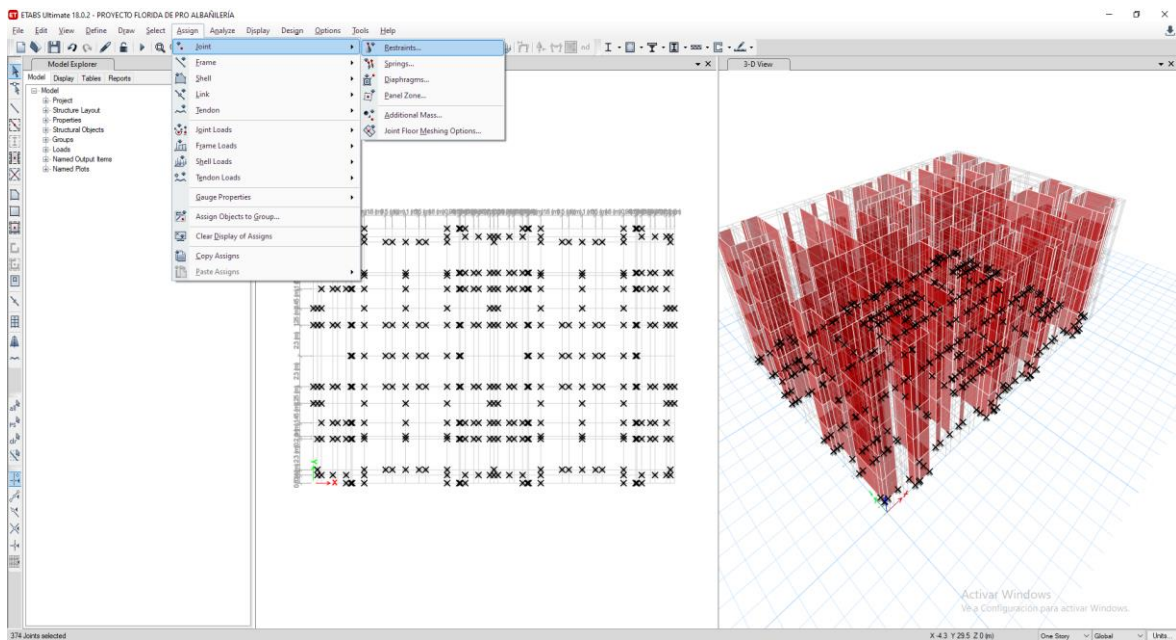 ETABS Ultimate 18.0.2 - PROYECTO FLORIDA DE PRO ALBAÑILERÍA
File Edit View Define Draw Select Assign Analyze Display Design Options Tools Help
nd
Model Explorer
Model Display Tables Reports
Model
Project
Structure Layout
Properties
Structural Objects
Groups
Loads
Named Output Items
Named Plots
Joint
Frame
Shell
Link
Tendon
Joint Loads
Frame Loads
Shell Loads
Tendon Loads
Gauge Properties
Assign Objects to Group...
Clear Display of Assigns
Copy Assigns
Paste Assigns
Restraints...
Springs...
Diaphragms...
Panel Zone...
Additional Mass...
Joint Floor Meshing Options...
3-D View
Activar Windows
Ve a Configuración para activar Windows.
374 Joints selected
X -4.3 Y 29.5 Z 0 (m)
One Story
Global
Units